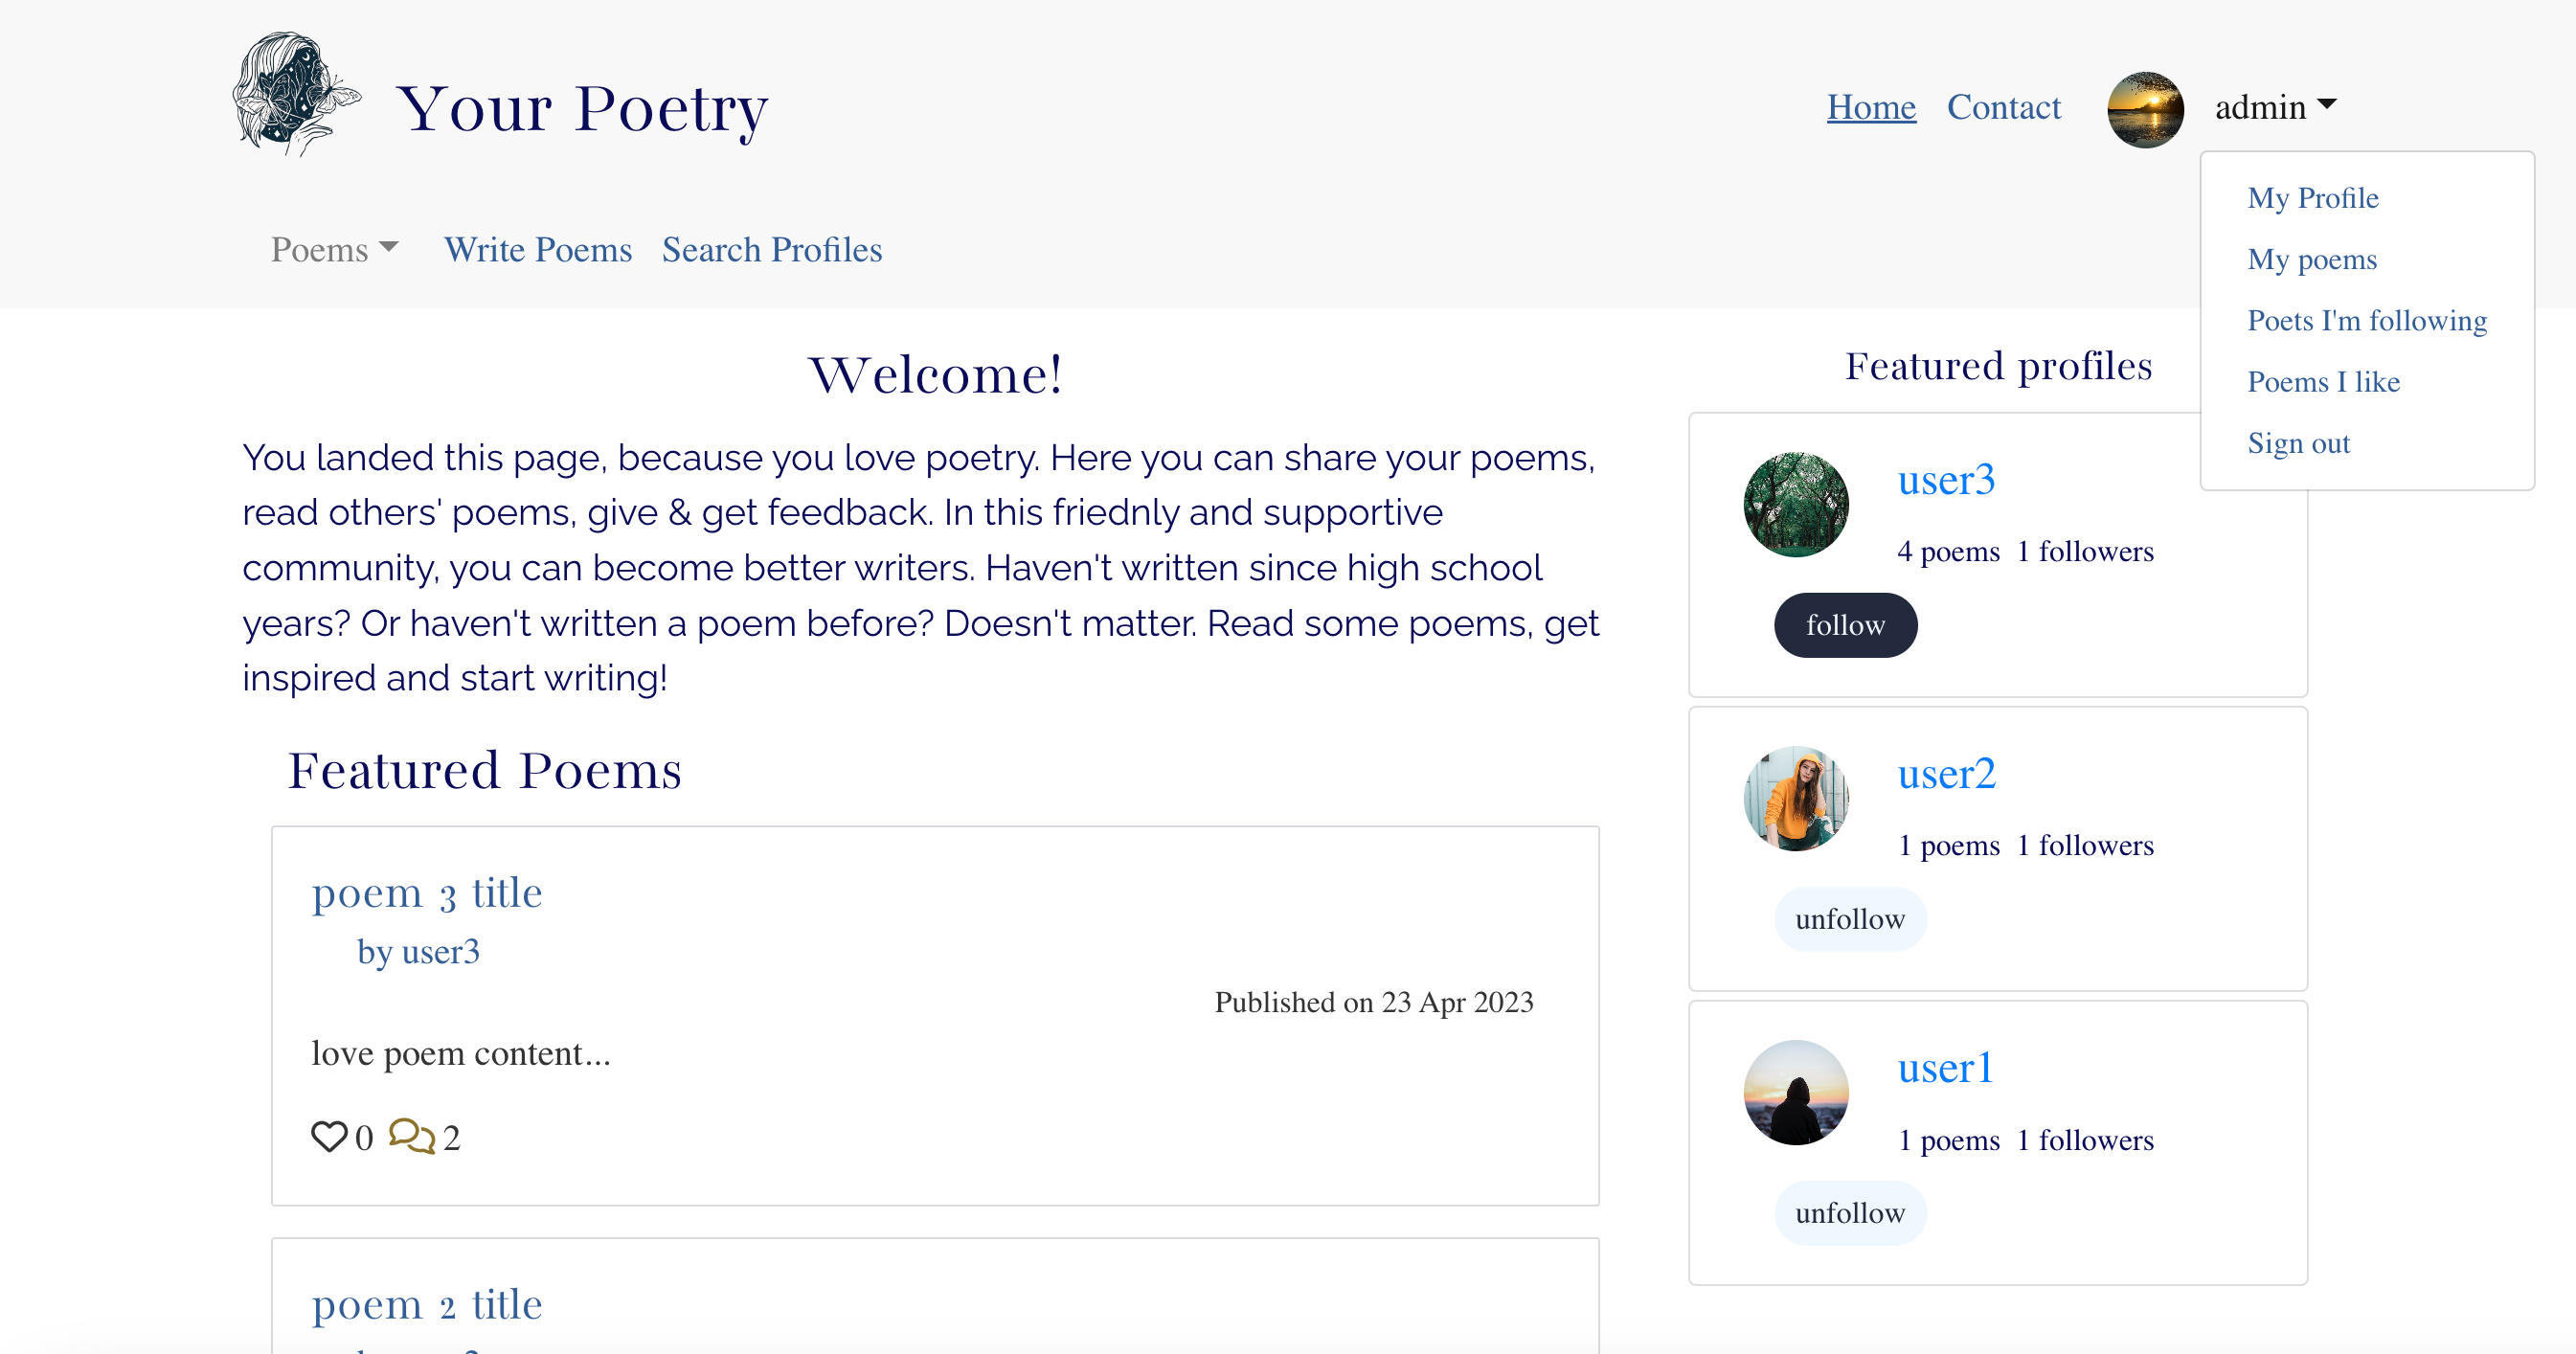 Your Poetry
Home Contact admin
My Profile
My poems
Poets I'm following
Poems I like
Sign out
Poems Write Poems Search Profiles
Welcome!
You landed this page, because you love poetry. Here you can share your poems,
read others' poems, give & get feedback. In this friednly and supportive
community, you can become better writers. Haven't written since high school
years? Or haven't written a poem before? Doesn't matter. Read some poems, get
inspired and start writing!
Featured Poems
poem 3 title
by user3
Published on 23 Apr 2023
love poem content...
0 2
poem 2 title
Featured profiles
user3
4 poems 1 followers
follow
user2
1 poems 1 followers
unfollow
user1
1 poems 1 followers
unfollow